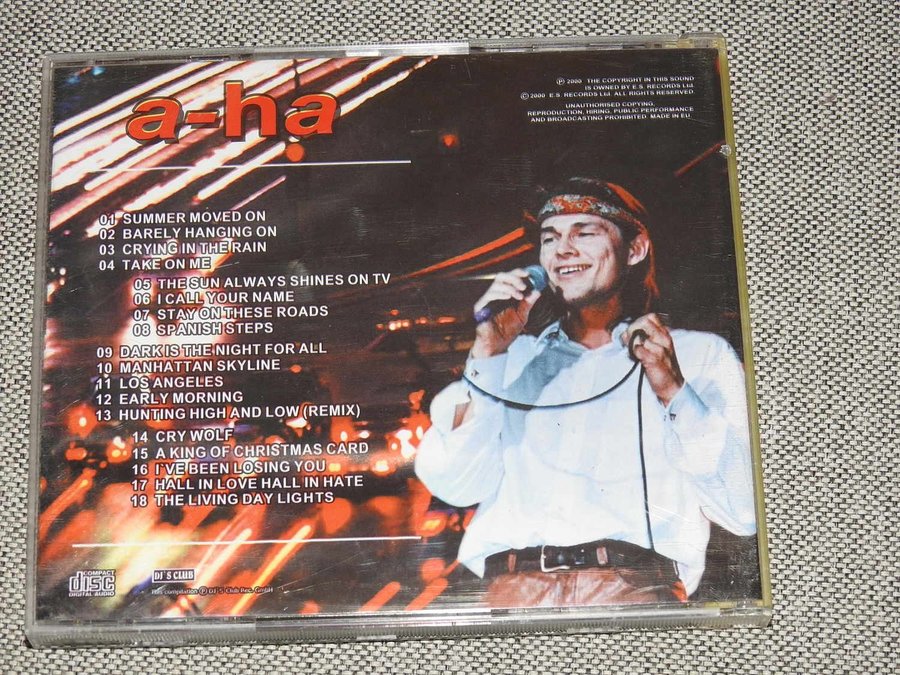 a-ha
℗ 2000 THE COPYRIGHT IN THIS SOUND
IS OWNED BY E.S. RECORDS Ltd.
© 2000 E.S. RECORDS Ltd. ALL RIGHTS RESERVED.
UNAUTHORISED COPYING,
REPRODUCTION, HIRING, PUBLIC PERFORMANCE
AND BROADCASTING PROHIBITED. MADE IN EU
01 SUMMER MOVED ON
02 BARELY HANGING ON
03 CRYING IN THE RAIN
04 TAKE ON ME
05 THE SUN ALWAYS SHINES ON TV
06 I CALL YOUR NAME
07 STAY ON THESE ROADS
08 SPANISH STEPS
09 DARK IS THE NIGHT FOR ALL
10 MANHATTAN SKYLINE
11 LOS ANGELES
12 EARLY MORNING
13 HUNTING HIGH AND LOW (REMIX)
14 CRY WOLF
15 A KING OF CHRISTMAS CARD
16 I`VE BEEN LOSING YOU
17 HALL IN LOVE HALL IN HATE
18 THE LIVING DAY LIGHTS
COMPACT
disc
DIGITAL AUDIO
DJ`S CLUB
This compilation ℗ DJ`S Club Rec. GmbH